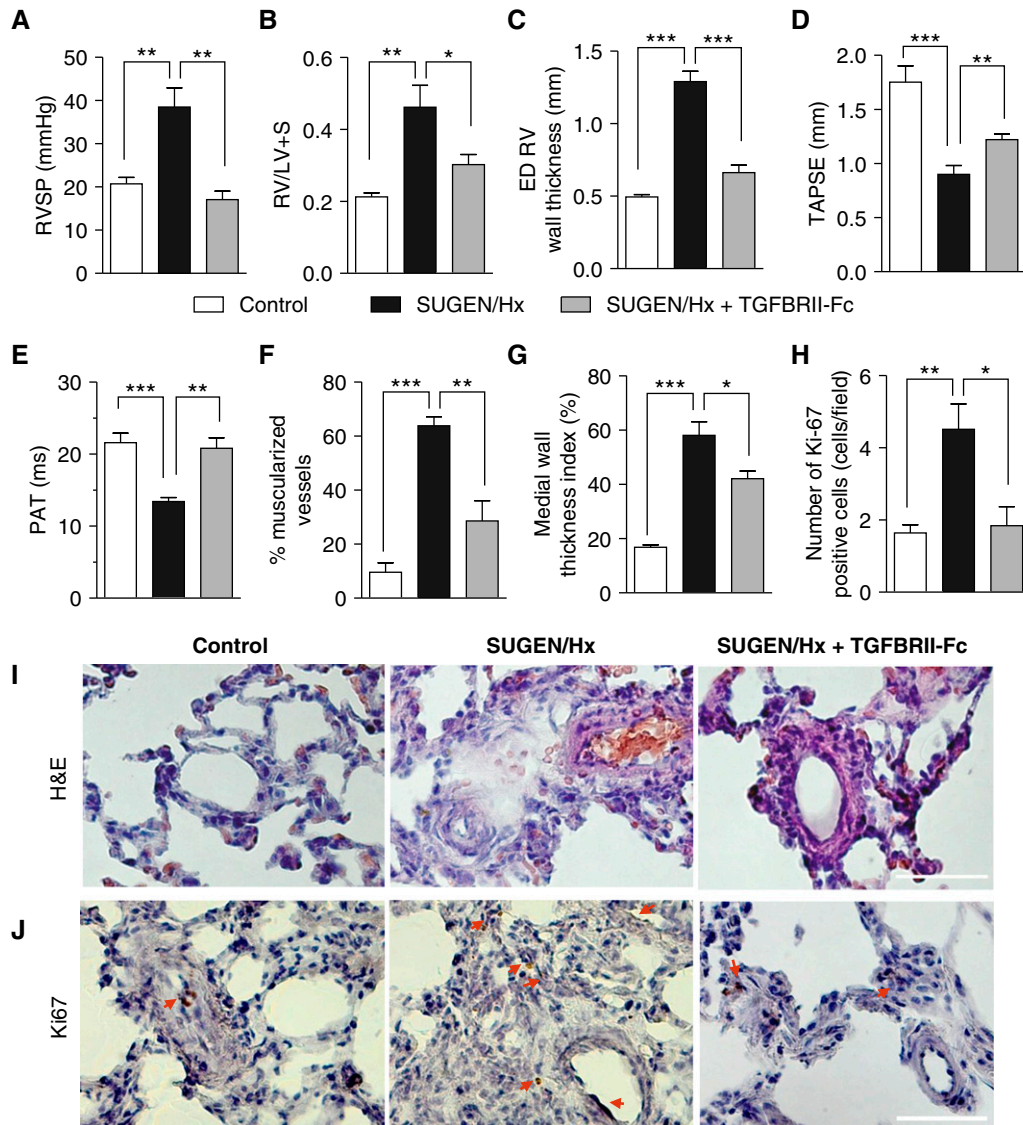 A
RVSP (mmHg)
50
40
30
20
10
0
** **
B
RV/LV+S
0.6
0.4
0.2
0.0
** *
C
ED RV
wall thickness (mm)
1.5
1.0
0.5
0.0
*** ***
D
TAPSE (mm)
2.0
1.5
1.0
0.5
0.0
*** **
Control SUGEN/Hx SUGEN/Hx + TGFBRII-Fc
E
PAT (ms)
30
20
10
0
*** **
F
% muscularized
vessels
80
60
40
20
0
*** **
G
Medial wall
thickness index (%)
80
60
40
20
0
*** *
H
Number of Ki-67
positive cells (cells/field)
6
4
2
0
** *
Control SUGEN/Hx SUGEN/Hx + TGFBRII-Fc
I
H&E
J
Ki67